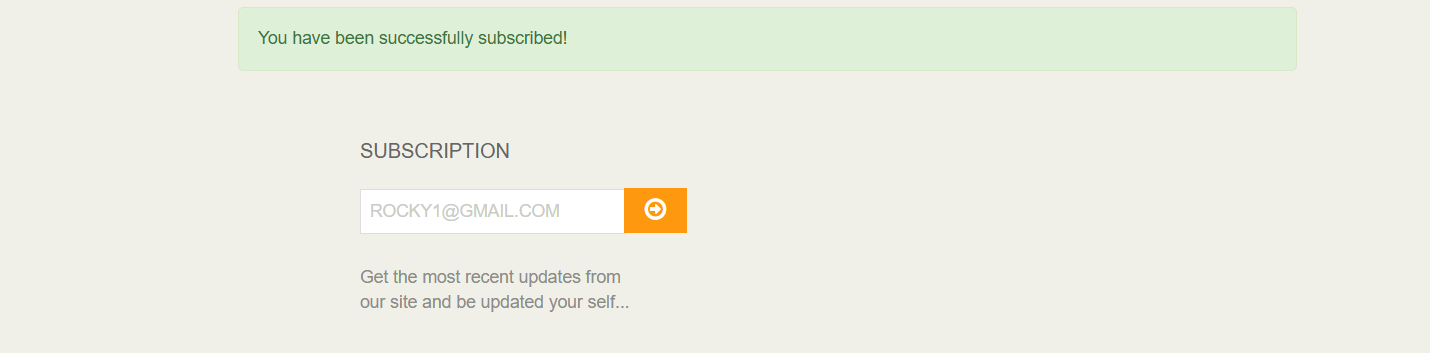 You have been successfully subscribed!
SUBSCRIPTION
ROCKY1@GMAIL.COM
Get the most recent updates from
our site and be updated your self...